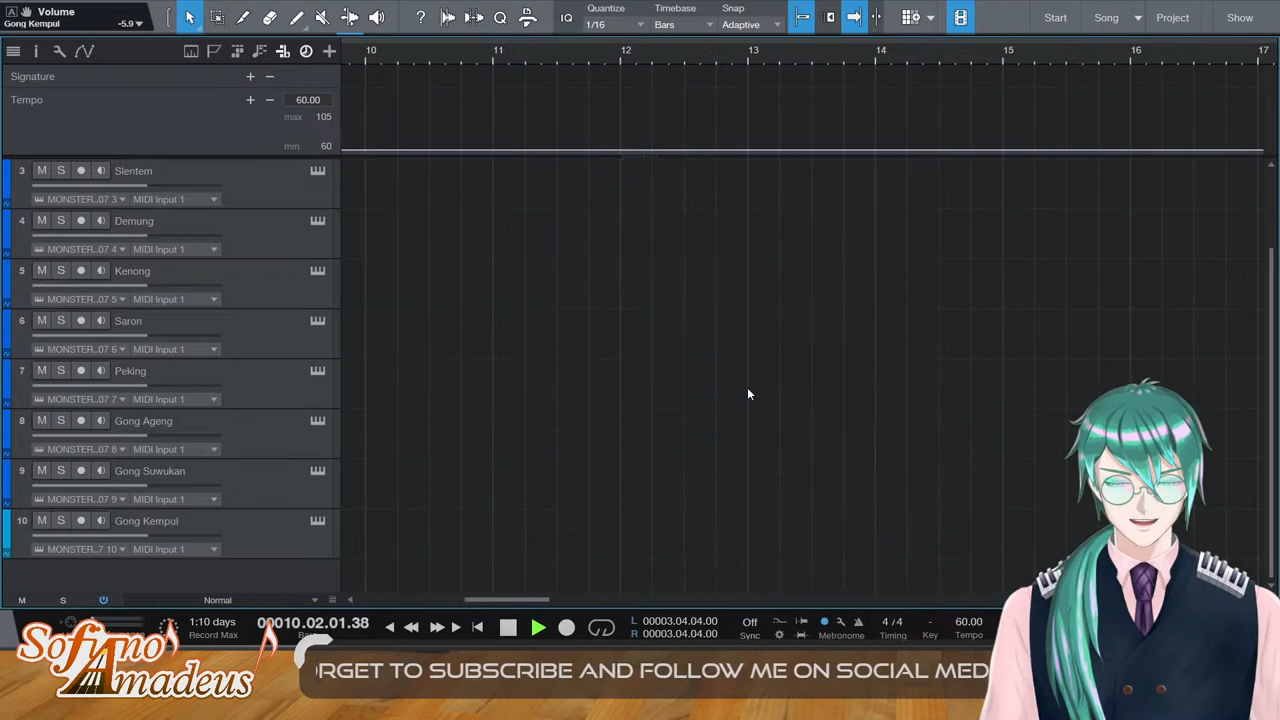 A Volume
Gong Kempul -5.9
IQ
Quantize
1/16
Timebase
Bars
Snap
Adaptive
Start
Song
Project
Show
10
11
12
13
14
15
16
17
Signature
Tempo
60.00
max 105
min 60
3 M S Slentem
MONSTER..07 3 MIDI Input 1
4 M S Demung
MONSTER..07 4 MIDI Input 1
5 M S Kenong
MONSTER..07 5 MIDI Input 1
6 M S Saron
MONSTER..07 6 MIDI Input 1
7 M S Peking
MONSTER..07 7 MIDI Input 1
8 M S Gong Ageng
MONSTER..07 8 MIDI Input 1
9 M S Gong Suwukan
MONSTER..07 9 MIDI Input 1
10 M S Gong Kempul
MONSTER..7 10 MIDI Input 1
M S Normal
1:10 days
Record Max
00010.02.01.38
L 00003.04.04.00
R 00003.04.04.00
Off
Sync
Metronome
4 / 4
Timing
-
Key
60.00
Tempo
Sofiano
Amadeus
ORGET TO SUBSCRIBE AND FOLLOW ME ON SOCIAL MED